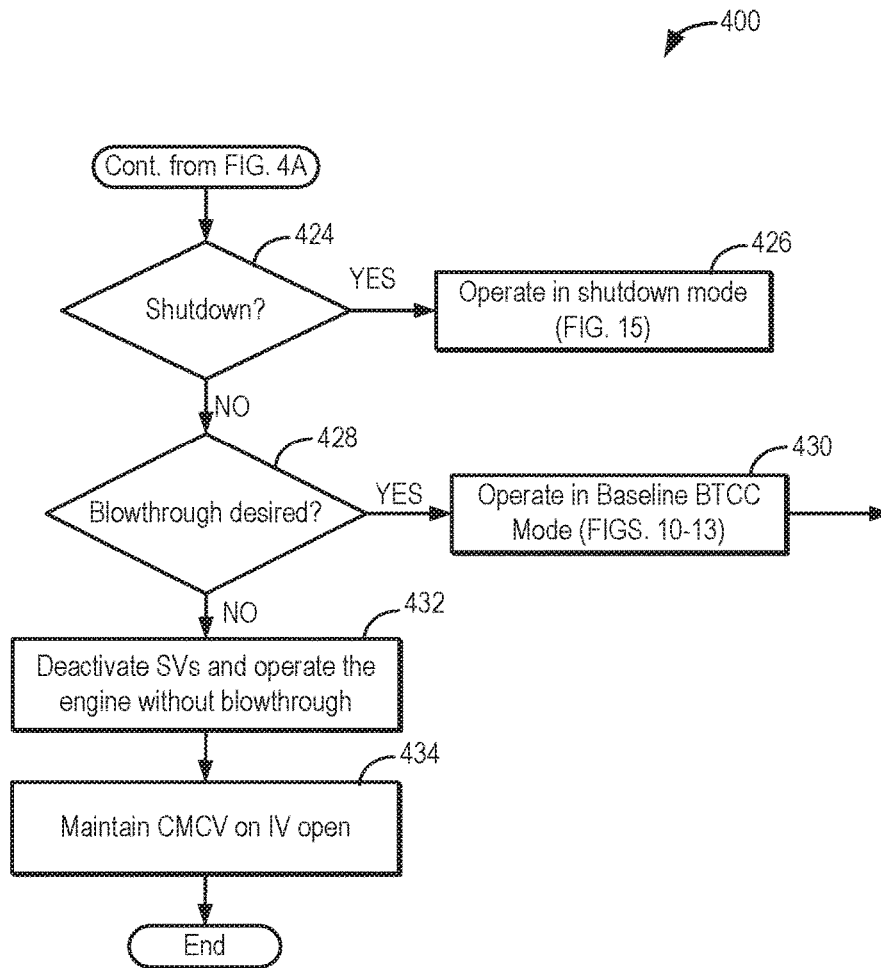 400
Cont. from FIG. 4A
424
Shutdown?
YES
426
Operate in shutdown mode
(FIG. 15)
NO
428
Blowthrough desired?
YES
430
Operate in Baseline BTCC
Mode (FIGS. 10-13)
NO
432
Deactivate SVs and operate the
engine without blowthrough
434
Maintain CMCV on IV open
End